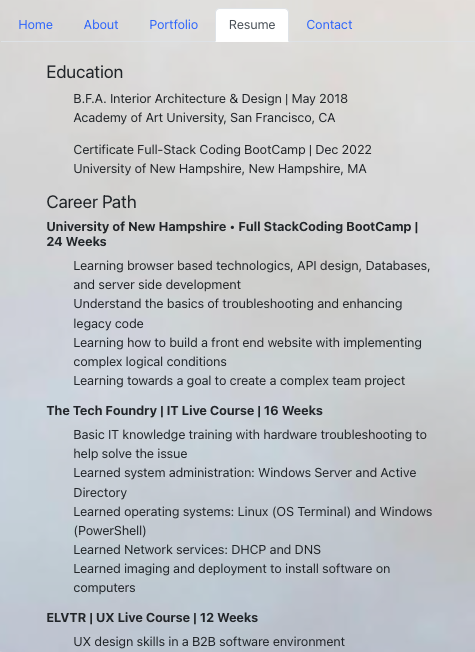 Home About Portfolio Resume Contact
Education
B.F.A. Interior Architecture & Design | May 2018
Academy of Art University, San Francisco, CA
Certificate Full-Stack Coding BootCamp | Dec 2022
University of New Hampshire, New Hampshire, MA
Career Path
University of New Hampshire • Full StackCoding BootCamp |
24 Weeks
Learning browser based technologics, API design, Databases,
and server side development
Understand the basics of troubleshooting and enhancing
legacy code
Learning how to build a front end website with implementing
complex logical conditions
Learning towards a goal to create a complex team project
The Tech Foundry | IT Live Course | 16 Weeks
Basic IT knowledge training with hardware troubleshooting to
help solve the issue
Learned system administration: Windows Server and Active
Directory
Learned operating systems: Linux (OS Terminal) and Windows
(PowerShell)
Learned Network services: DHCP and DNS
Learned imaging and deployment to install software on
computers
ELVTR | UX Live Course | 12 Weeks
UX design skills in a B2B software environment